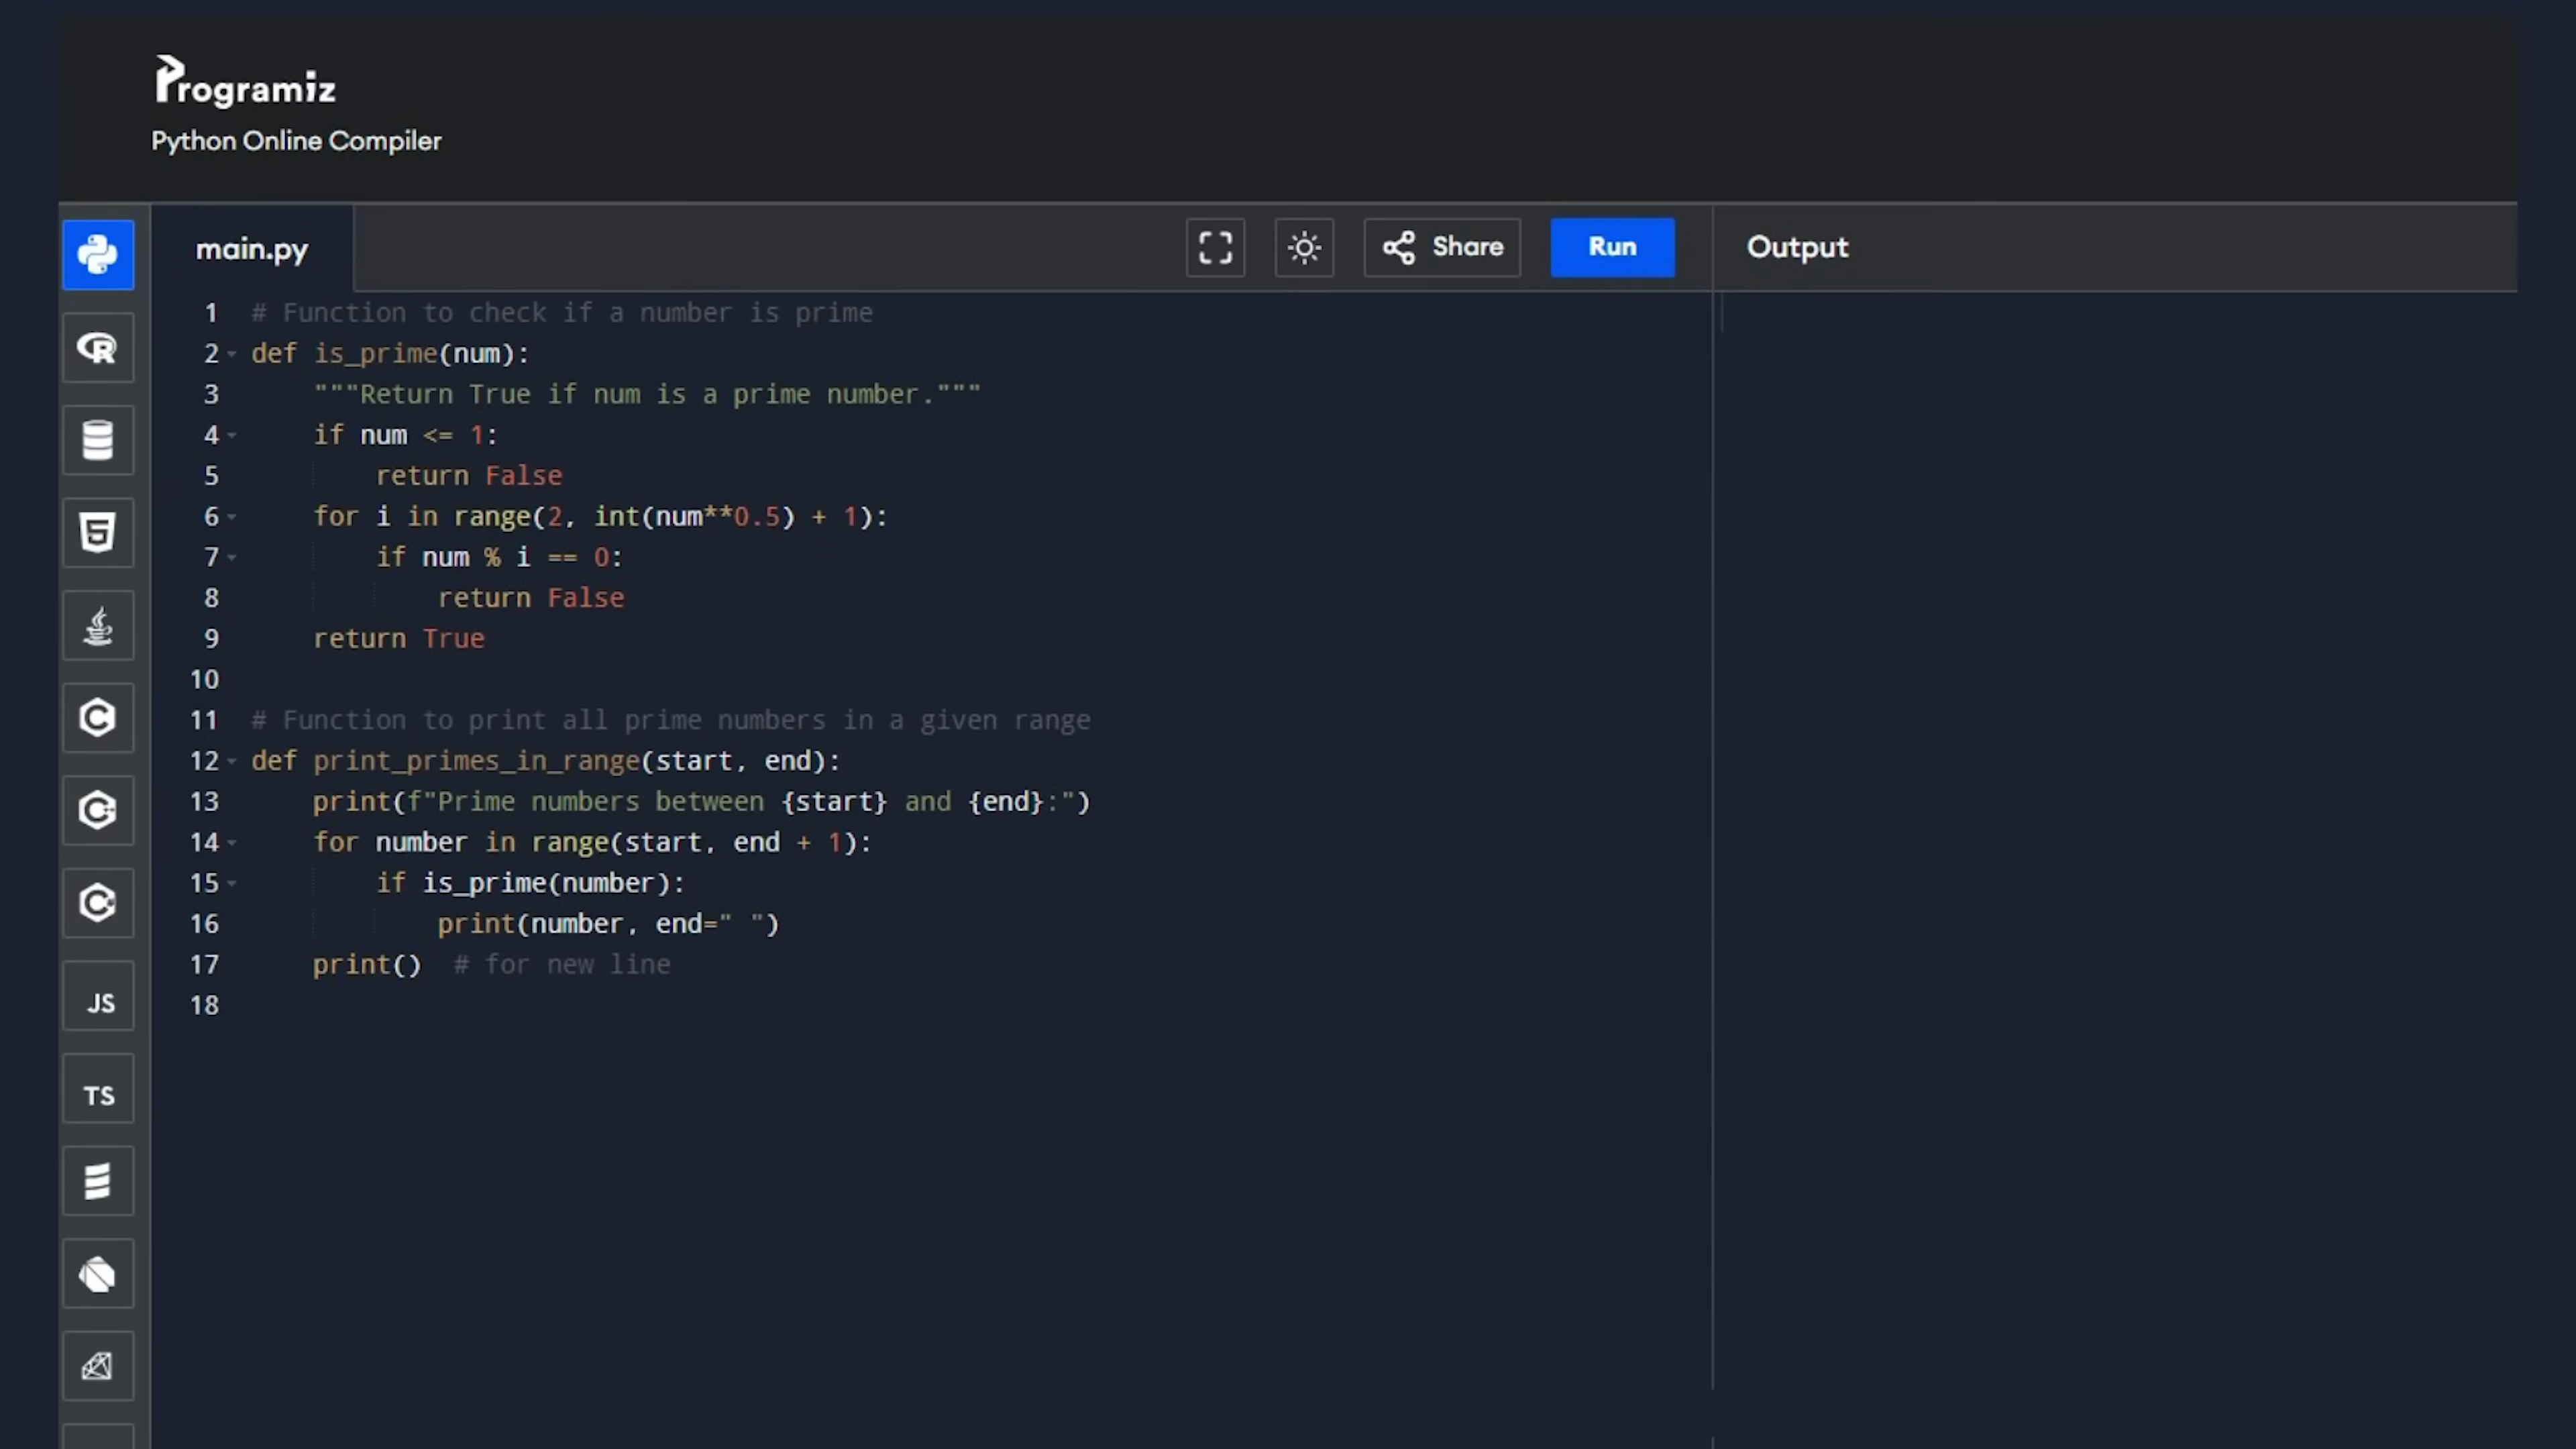 Programiz
Python Online Compiler
main.py
Share
Run
Output
1 # Function to check if a number is prime
2 def is_prime(num):
3     """Return True if num is a prime number."""
4     if num <= 1:
5         return False
6     for i in range(2, int(num**0.5) + 1):
7         if num % i == 0:
8             return False
9     return True
10
11 # Function to print all prime numbers in a given range
12 def print_primes_in_range(start, end):
13     print(f"Prime numbers between {start} and {end}:")
14     for number in range(start, end + 1):
15         if is_prime(number):
16             print(number, end=" ")
17     print()  # for new line
18
JS
TS